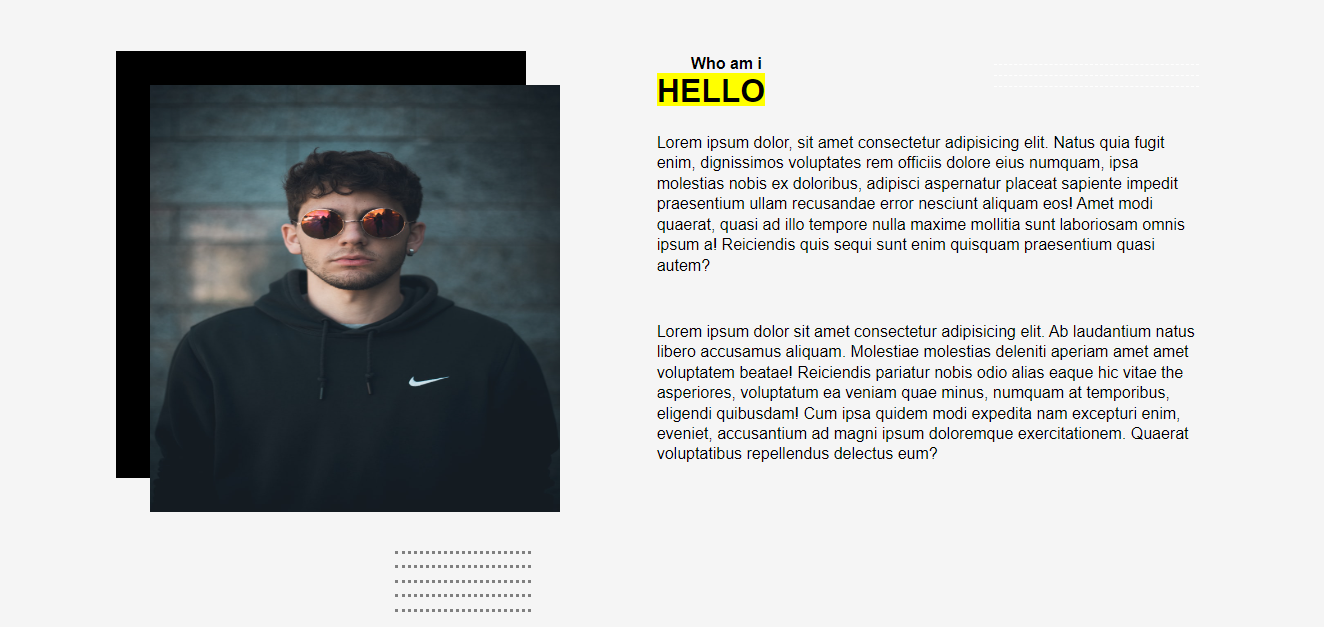 Who am i
HELLO
Lorem ipsum dolor, sit amet consectetur adipisicing elit. Natus quia fugit
enim, dignissimos voluptates rem officiis dolore eius numquam, ipsa
molestias nobis ex doloribus, adipisci aspernatur placeat sapiente impedit
praesentium ullam recusandae error nesciunt aliquam eos! Amet modi
quaerat, quasi ad illo tempore nulla maxime mollitia sunt laboriosam omnis
ipsum a! Reiciendis quis sequi sunt enim quisquam praesentium quasi
autem?
Lorem ipsum dolor sit amet consectetur adipisicing elit. Ab laudantium natus
libero accusamus aliquam. Molestiae molestias deleniti aperiam amet amet
voluptatem beatae! Reiciendis pariatur nobis odio alias eaque hic vitae the
asperiores, voluptatum ea veniam quae minus, numquam at temporibus,
eligendi quibusdam! Cum ipsa quidem modi expedita nam excepturi enim,
eveniet, accusantium ad magni ipsum doloremque exercitationem. Quaerat
voluptatibus repellendus delectus eum?